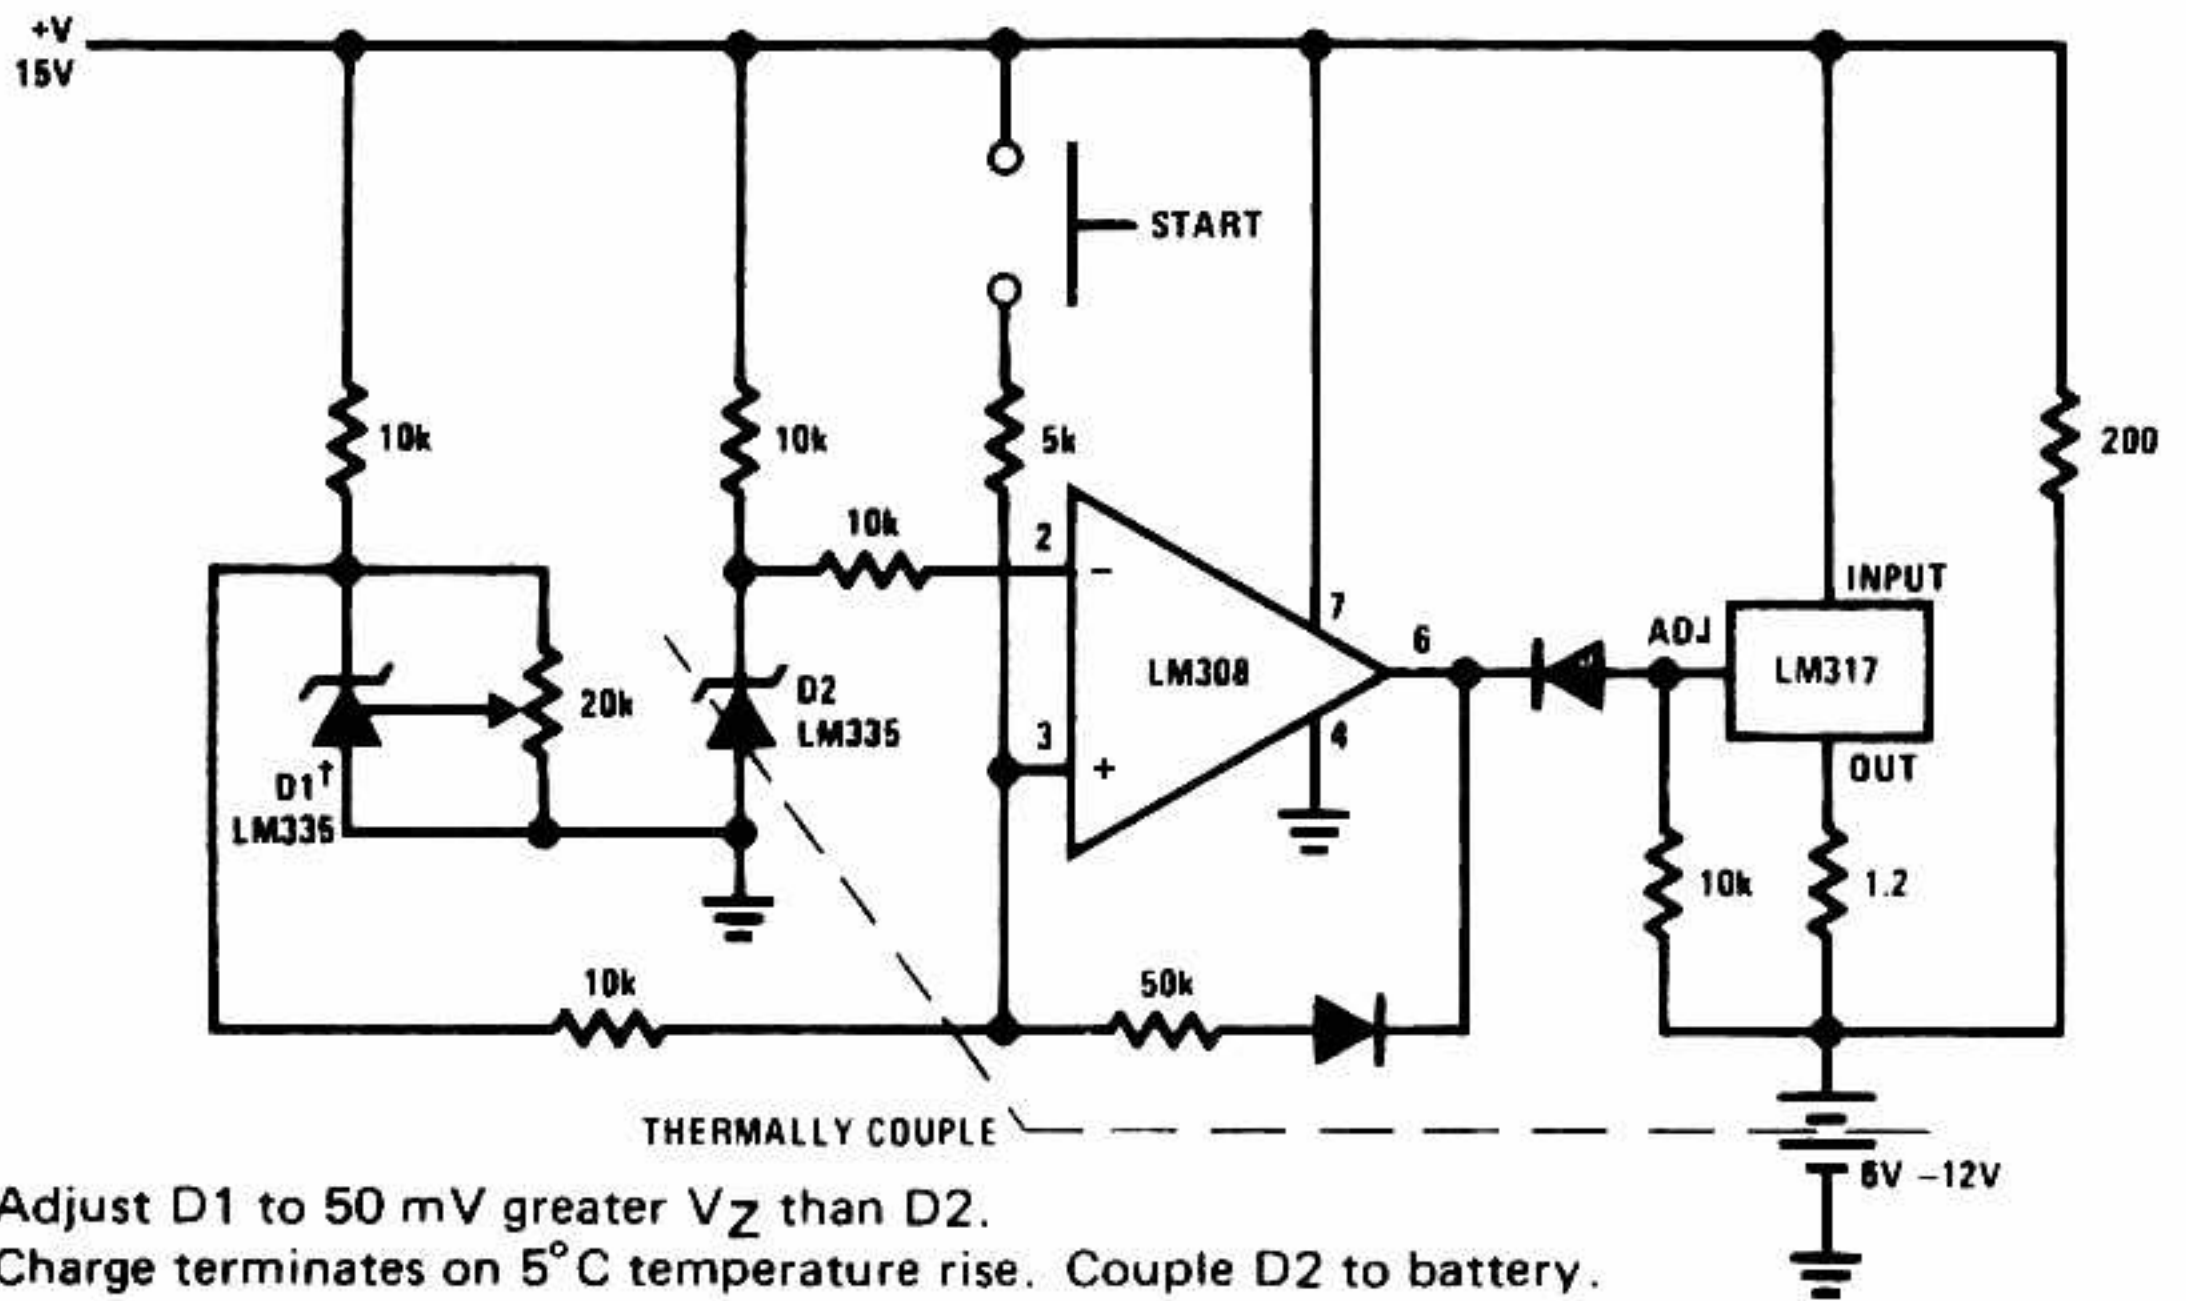 +V
15V
START
10k
10k
5k
200
10k
2
−
7
INPUT
6
ADJ
LM308
LM317
20k
D2
LM335
3
+
4
OUT
D1†
LM335
10k
1.2
10k
50k
THERMALLY COUPLE
6V −12V
Adjust D1 to 50 mV greater VZ than D2.
Charge terminates on 5°C temperature rise. Couple D2 to battery.